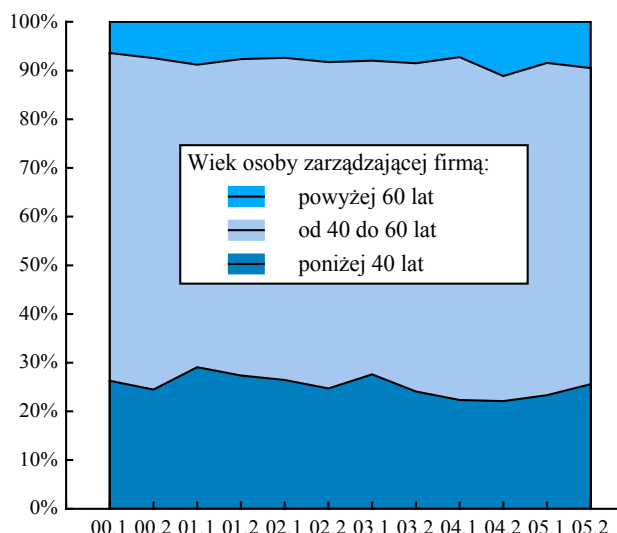 100%
90%
80%
70%
60%
50%
40%
30%
20%
10%
0%
Wiek osoby zarządzającej firmą:
powyżej 60 lat
od 40 do 60 lat
poniżej 40 lat
00.1 00.2 01.1 01.2 02.1 02.2 03.1 03.2 04.1 04.2 05.1 05.2